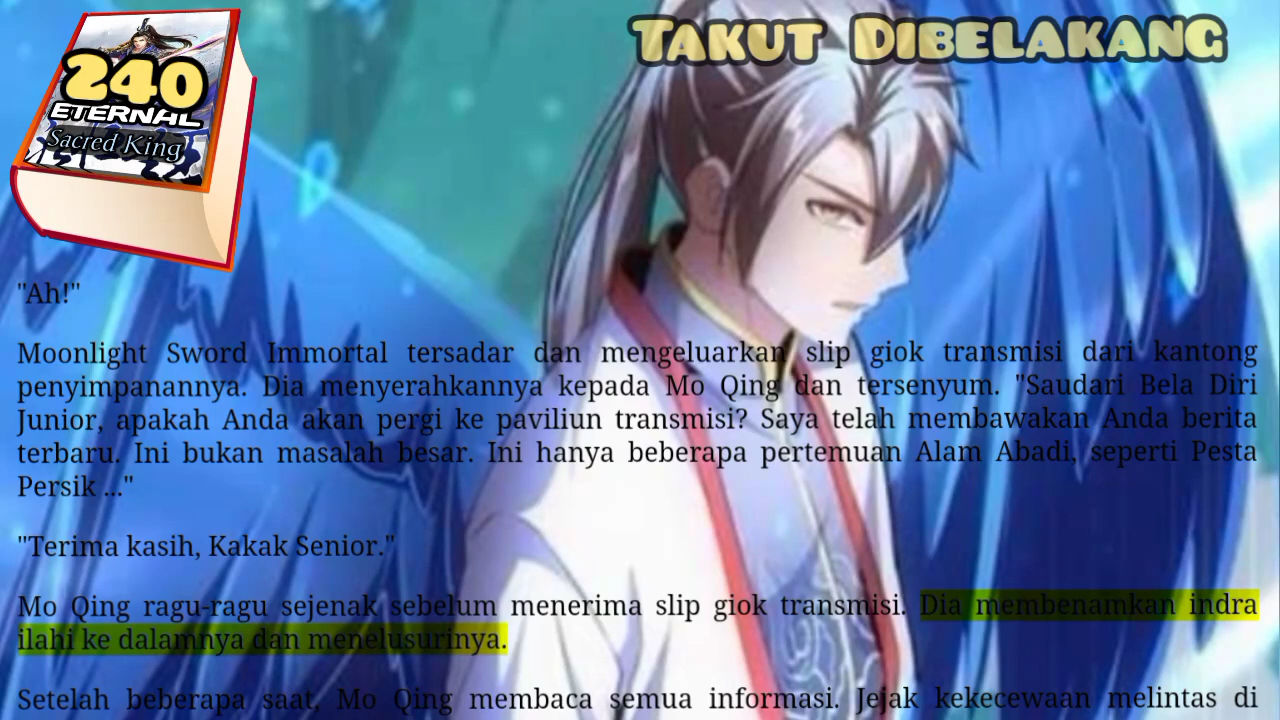 Takut Dibelakang
240
ETERNAL
Sacred King
"Ah!"
Moonlight Sword Immortal tersadar dan mengeluarkan slip giok transmisi dari kantong
penyimpanannya. Dia menyerahkannya kepada Mo Qing dan tersenyum. "Saudari Bela Diri
Junior, apakah Anda akan pergi ke paviliun transmisi? Saya telah membawakan Anda berita
terbaru. Ini bukan masalah besar. Ini hanya beberapa pertemuan Alam Abadi, seperti Pesta
Persik ..."
"Terima kasih, Kakak Senior."
Mo Qing ragu-ragu sejenak sebelum menerima slip giok transmisi. Dia membenamkan indra
ilahi ke dalamnya dan menelusurinya.
Setelah beberapa saat, Mo Qing membaca semua informasi. Jejak kekecewaan melintas di